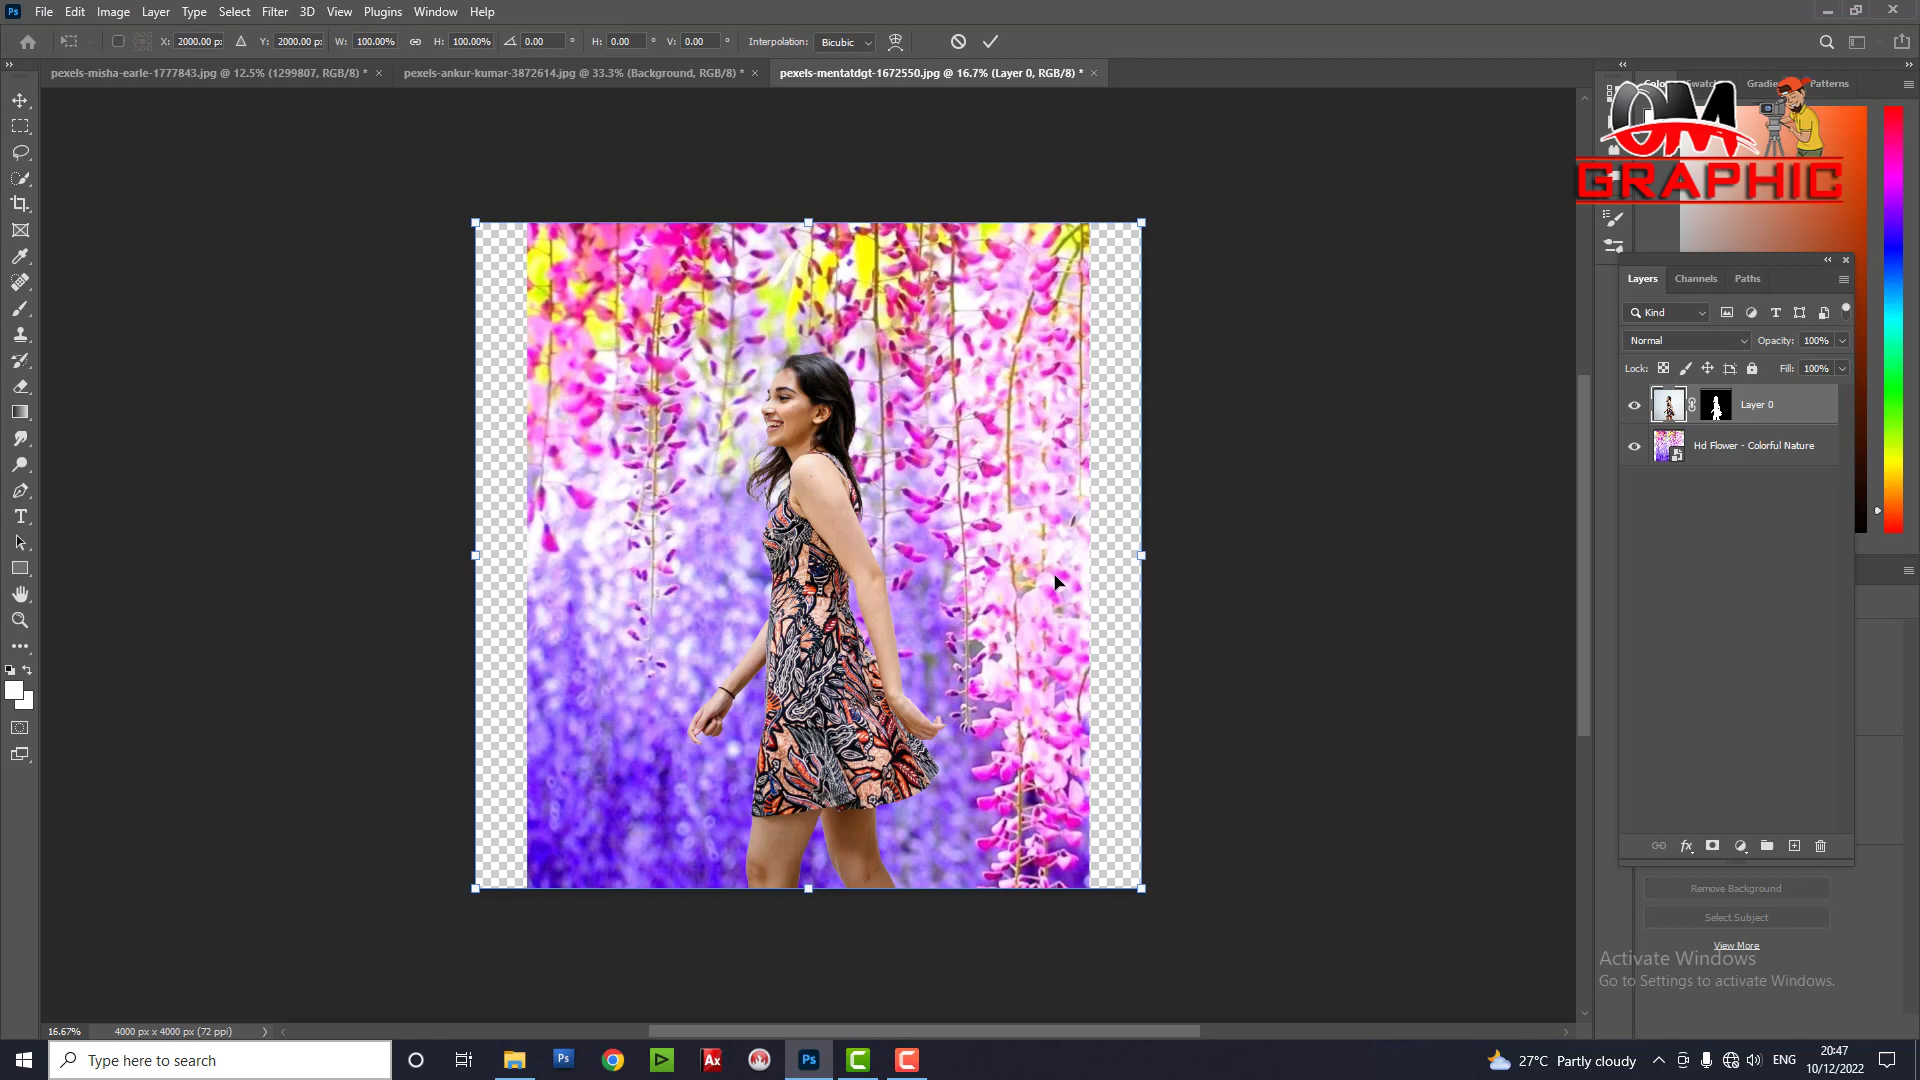 Ps File Edit Image Layer Type Select Filter 3D View Plugins Window Help
X: 2000.00 px Y: 2000.00 px W: 100.00% H: 100.00% 0.00 ° H: 0.00 ° V: 0.00 ° Interpolation: Bicubic
pexels-misha-earle-1777843.jpg @ 12.5% (1299807, RGB/8) * × pexels-ankur-kumar-3872614.jpg @ 33.3% (Background, RGB/8) * × pexels-mentatdgt-1672550.jpg @ 16.7% (Layer 0, RGB/8) * ×
Patterns
OM
GRAPHIC
Layers Channels Paths
Kind
Normal Opacity: 100%
Lock: Fill: 100%
Layer 0
Hd Flower - Colorful Nature
fx
Remove Background
Select Subject
View More
Activate Windows
Go to Settings to activate Windows.
16.67% 4000 px x 4000 px (72 ppi)
Type here to search
27°C Partly cloudy
ENG
20:47
10/12/2022